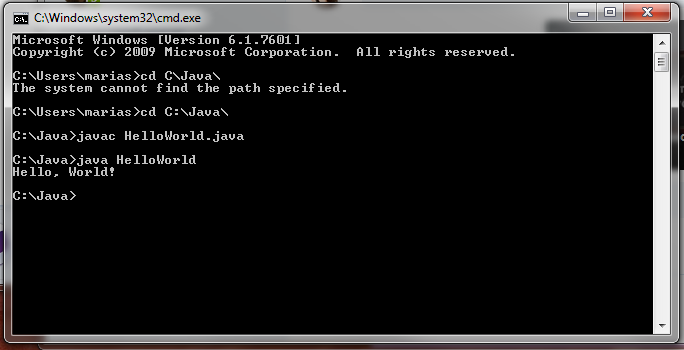 C:\Windows\system32\cmd.exe
Microsoft Windows [Version 6.1.7601]
Copyright (c) 2009 Microsoft Corporation.  All rights reserved.
C:\Users\marias>cd C\Java\
The system cannot find the path specified.
C:\Users\marias>cd C:\Java\
C:\Java>javac HelloWorld.java
C:\Java>java HelloWorld
Hello, World!
C:\Java>